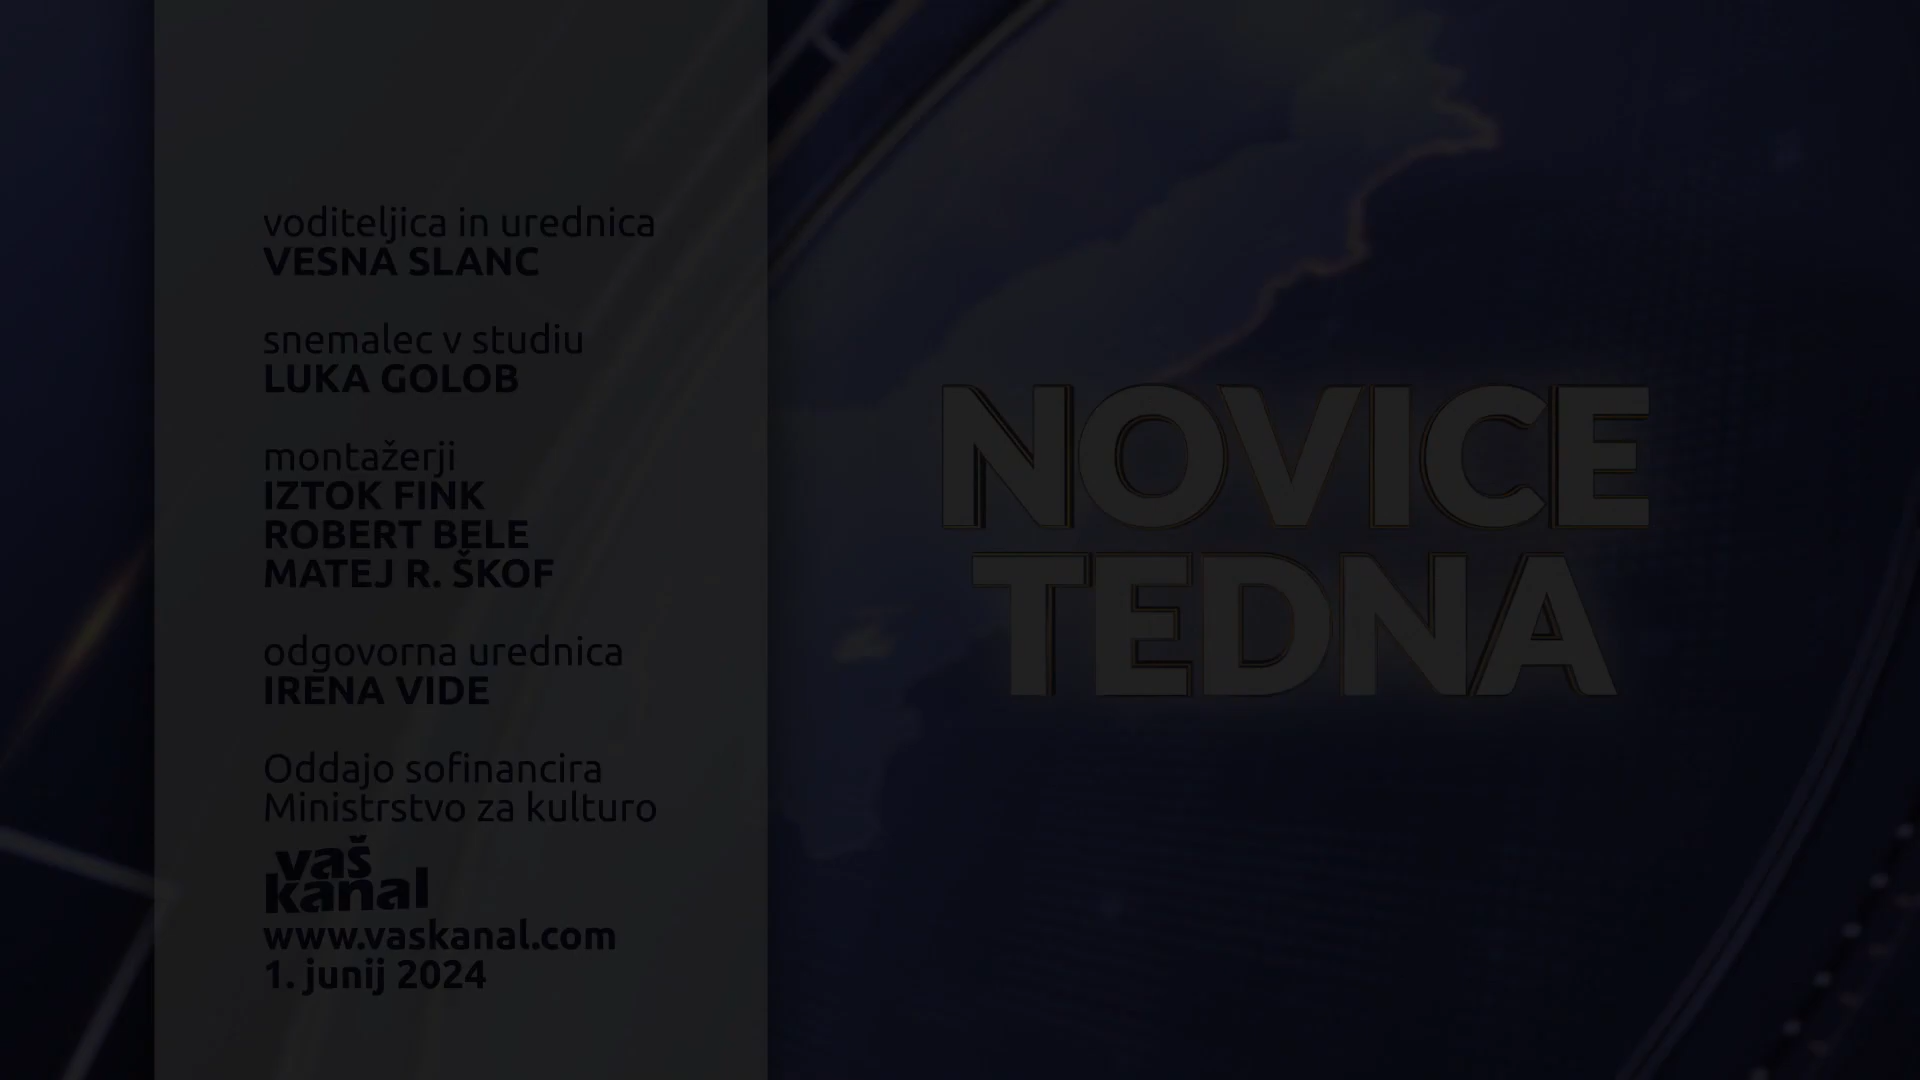 voditeljica in urednica
VESNA SLANC
snemalec v studiu
LUKA GOLOB
montažerji
IZTOK FINK
ROBERT BELE
MATEJ R. ŠKOF
odgovorna urednica
IRENA VIDE
Oddajo sofinancira
Ministrstvo za kulturo
vaš
kanal
www.vaskanal.com
1. junij 2024
NOVICE
TEDNA